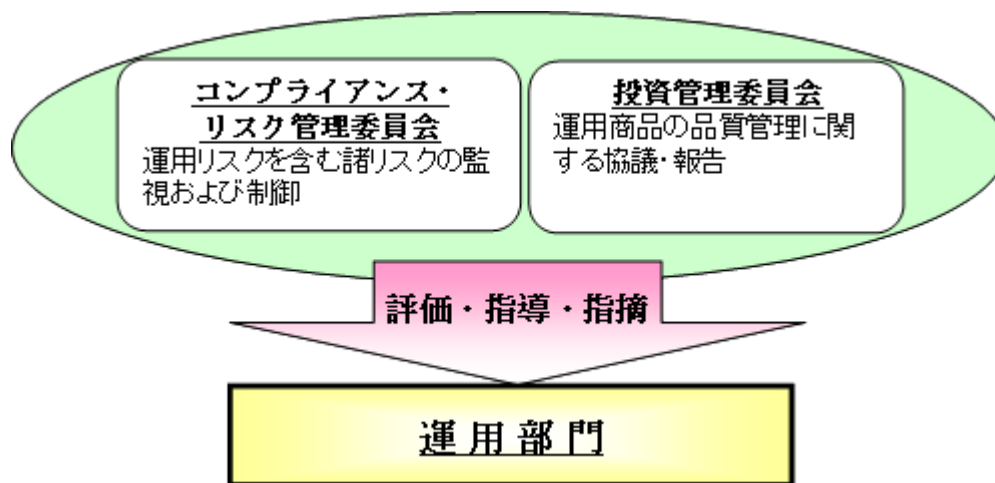 コンプライアンス・
リスク管理委員会
運用リスクを含む諸リスクの監
視および制御
投資管理委員会
運用商品の品質管理に関
する協議・報告
評価・指導・指摘
運用部門